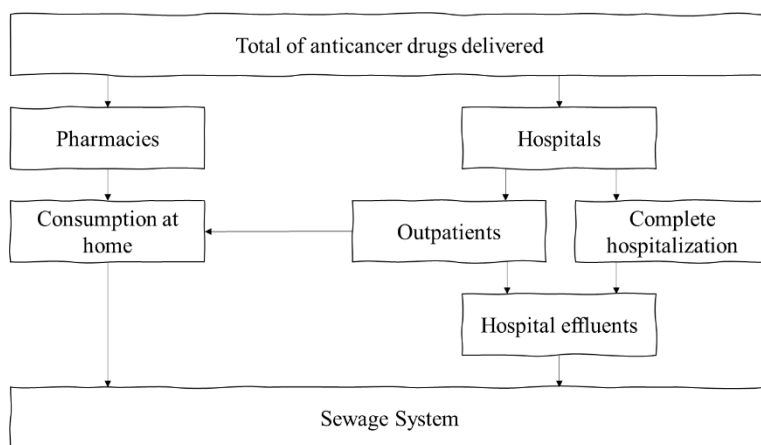 Total of anticancer drugs delivered
Pharmacies
Hospitals
Consumption at
home
Outpatients
Complete
hospitalization
Hospital effluents
Sewage System